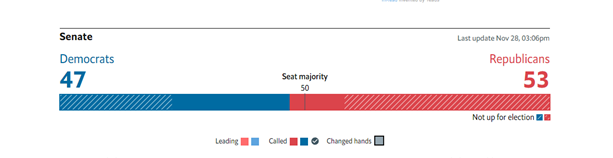 Senate
Last update Nov 28, 03:06pm
Democrats
Republicans
47
53
Seat majority
50
Not up for election
Leading Called Changed hands